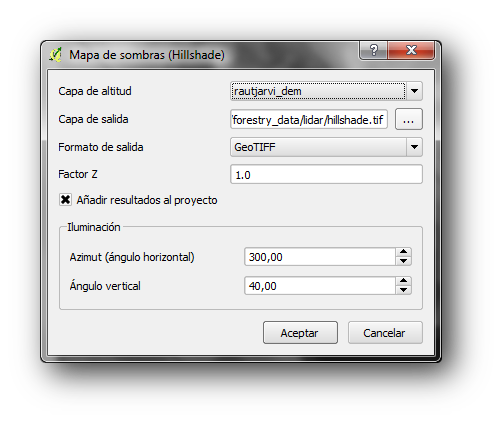 Mapa de sombras (Hillshade)
Capa de altitud rautjarvi_dem
Capa de salida forestry_data/lidar/hillshade.tif ...
Formato de salida GeoTIFF
Factor Z 1.0
Añadir resultados al proyecto
Iluminación
Azimut (ángulo horizontal) 300,00
Ángulo vertical 40,00
Aceptar Cancelar